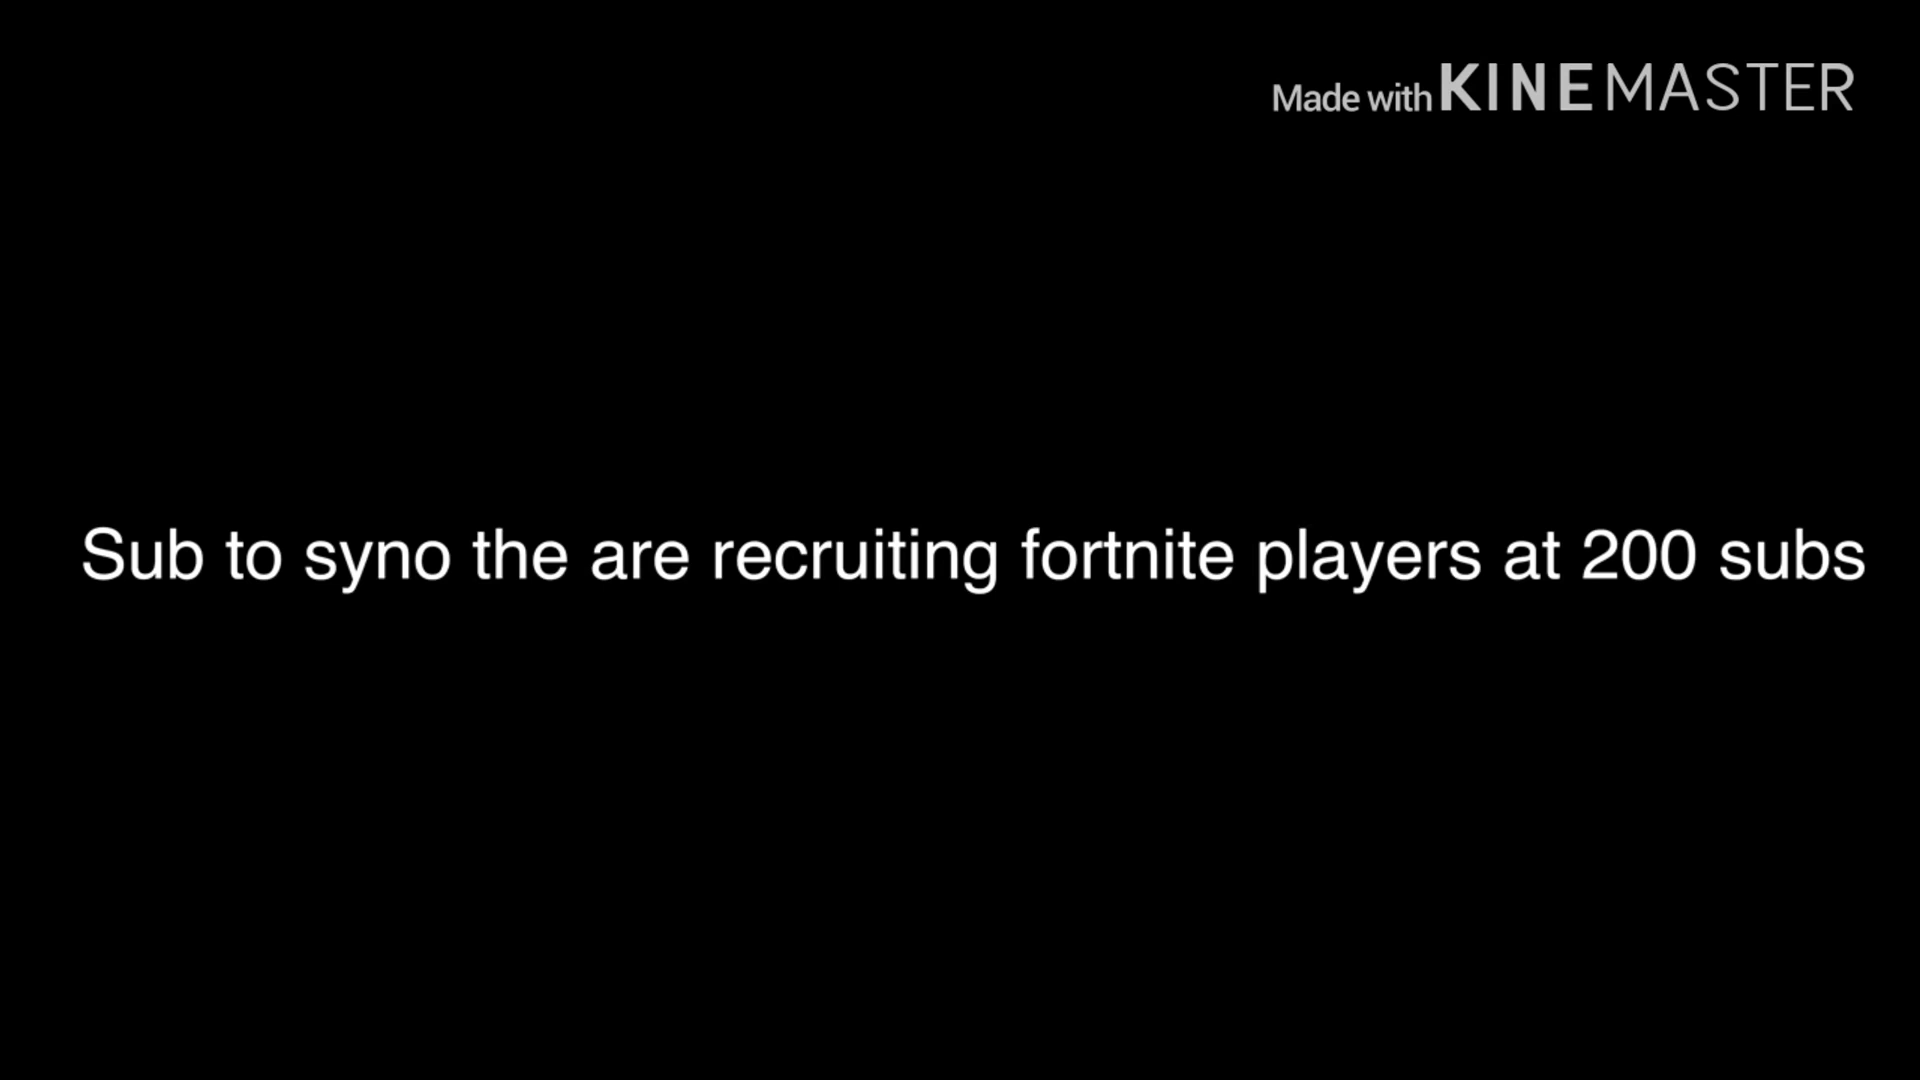 Made with KINEMASTER
Sub to syno the are recruiting fortnite players at 200 subs